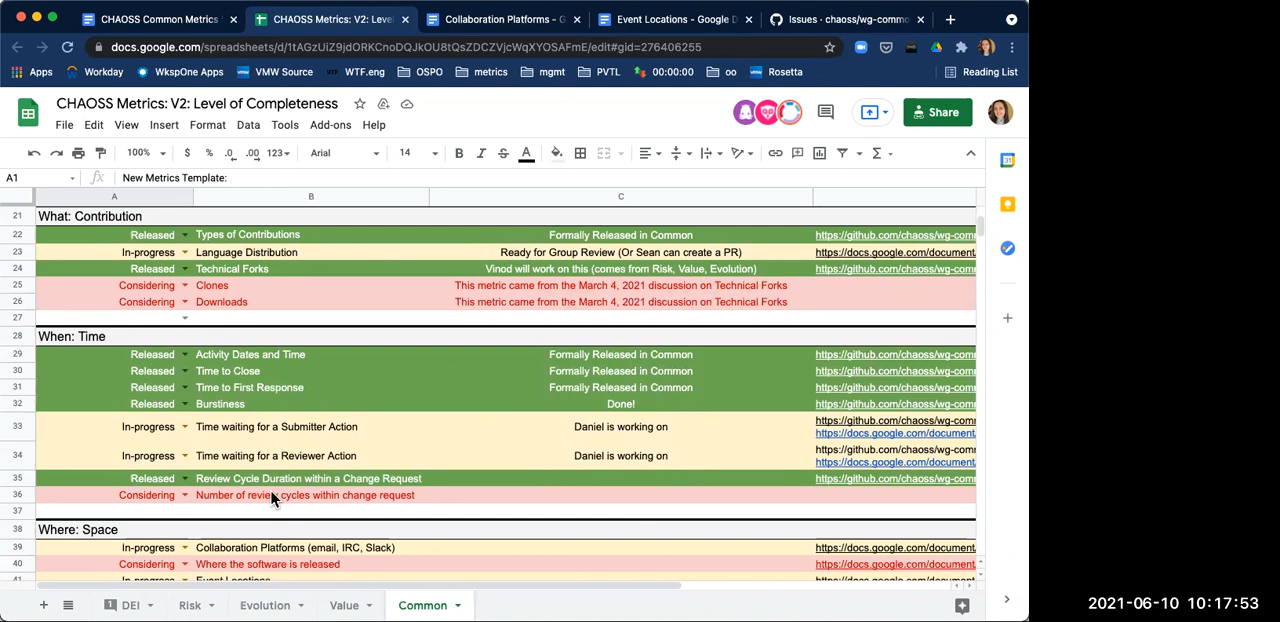 CHAOSS Common Metrics
CHAOSS Metrics: V2: Level
Collaboration Platforms - G
Event Locations - Google D
Issues · chaoss/wg-commo
docs.google.com/spreadsheets/d/1tAGzUiZ9jdORKCnoDQJkOU8tQsZDCZVjcWqXYOSAFmE/edit#gid=276406255
Apps Workday WkspOne Apps VMW Source WTF.eng OSPO metrics mgmt PVTL 00:00:00 oo Rosetta Reading List
CHAOSS Metrics: V2: Level of Completeness
Share
File Edit View Insert Format Data Tools Add-ons Help
100% $ % .0 .00 123 Arial 14 B I S A
A1 fx New Metrics Template:
A B C
21 What: Contribution
22 Released Types of Contributions Formally Released in Common https://github.com/chaoss/wg-com
23 In-progress Language Distribution Ready for Group Review (Or Sean can create a PR) https://docs.google.com/document
24 Released Technical Forks Vinod will work on this (comes from Risk, Value, Evolution) https://github.com/chaoss/wg-com
25 Considering Clones This metric came from the March 4, 2021 discussion on Technical Forks
26 Considering Downloads This metric came from the March 4, 2021 discussion on Technical Forks
27
28 When: Time
29 Released Activity Dates and Time Formally Released in Common https://github.com/chaoss/wg-com
30 Released Time to Close Formally Released in Common https://github.com/chaoss/wg-com
31 Released Time to First Response Formally Released in Common https://github.com/chaoss/wg-com
32 Released Burstiness Done! https://github.com/chaoss/wg-com
33 In-progress Time waiting for a Submitter Action Daniel is working on https://github.com/chaoss/wg-com
https://docs.google.com/document
34 In-progress Time waiting for a Reviewer Action Daniel is working on https://github.com/chaoss/wg-com
https://docs.google.com/document
35 Released Review Cycle Duration within a Change Request https://github.com/chaoss/wg-com
36 Considering Number of review cycles within change request
37
38 Where: Space
39 In-progress Collaboration Platforms (email, IRC, Slack) https://docs.google.com/document
40 Considering Where the software is released https://docs.google.com/document
41 In-progress Event Locations https://docs.google.com/document
1 DEI Risk Evolution Value Common
2021-06-10 10:17:53